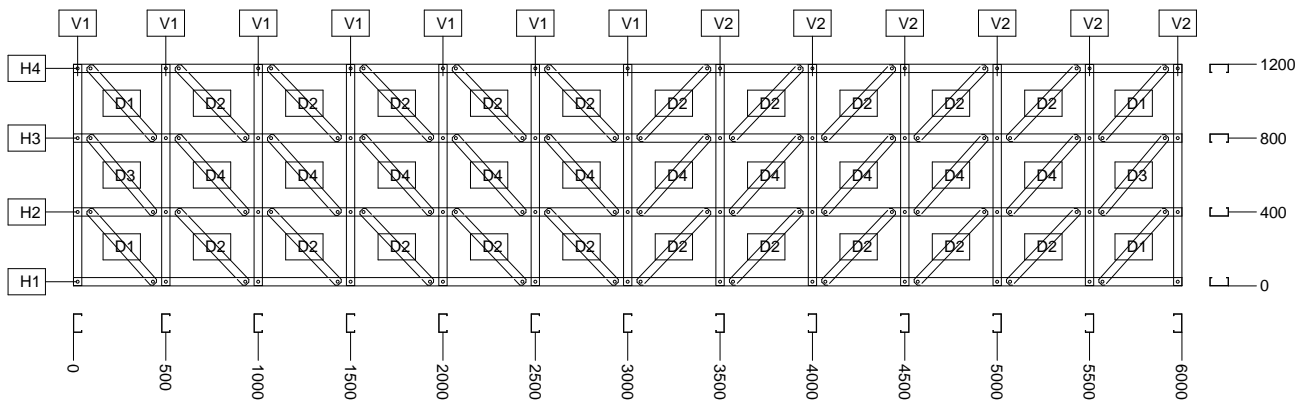 V1 V1 V1 V1 V1 V1 V1 V2 V2 V2 V2 V2 V2
H4 1200
D1 D2 D2 D2 D2 D2 D2 D2 D2 D2 D2 D1
H3 800
D3 D4 D4 D4 D4 D4 D4 D4 D4 D4 D4 D3
H2 400
D1 D2 D2 D2 D2 D2 D2 D2 D2 D2 D2 D1
H1 0
0 500 1000 1500 2000 2500 3000 3500 4000 4500 5000 5500 6000